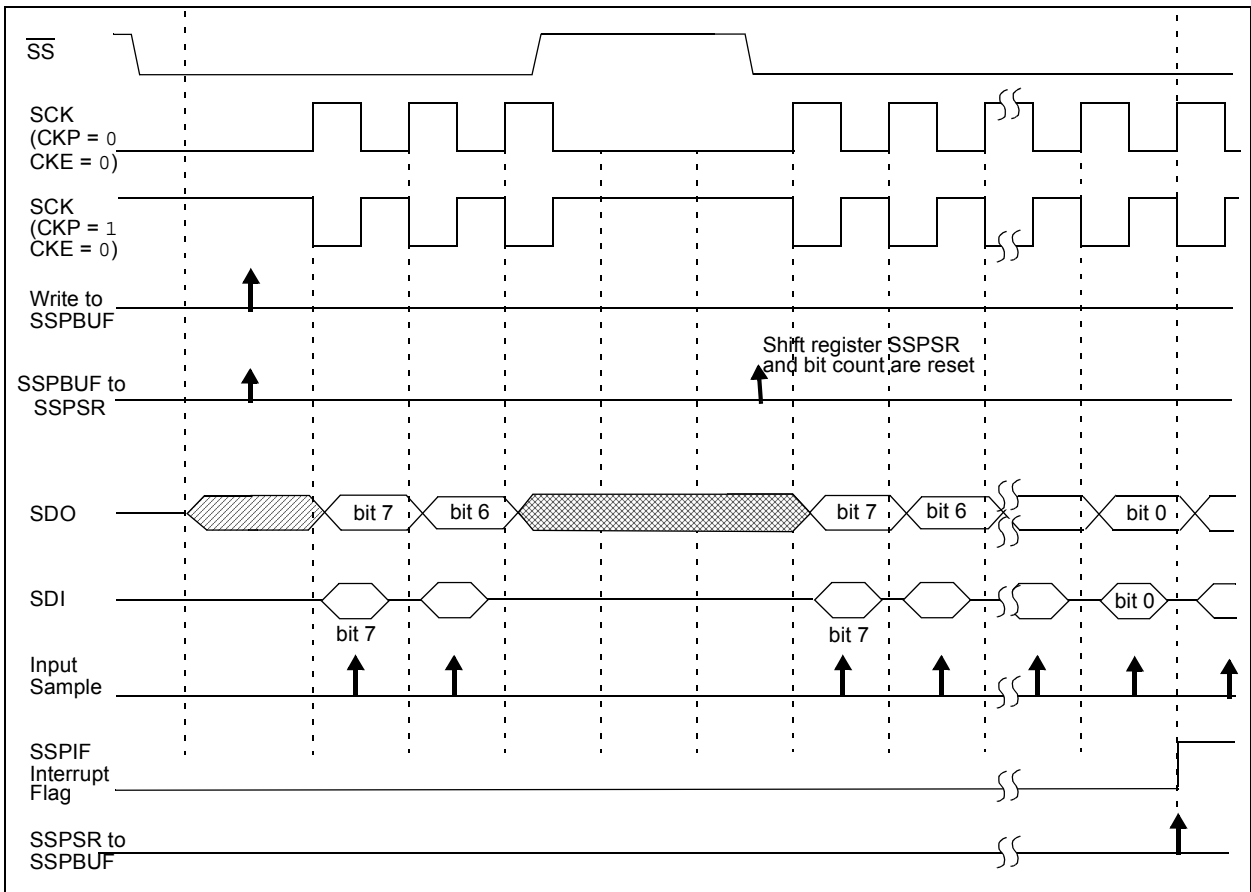 SS
SCK
(CKP = 0
CKE = 0)
SCK
(CKP = 1
CKE = 0)
Write to
SSPBUF
Shift register SSPSR
and bit count are reset
SSPBUF to
SSPSR
SDO
bit 7
bit 6
bit 7
bit 6
bit 0
SDI
bit 0
bit 7
bit 7
Input
Sample
SSPIF
Interrupt
Flag
SSPSR to
SSPBUF